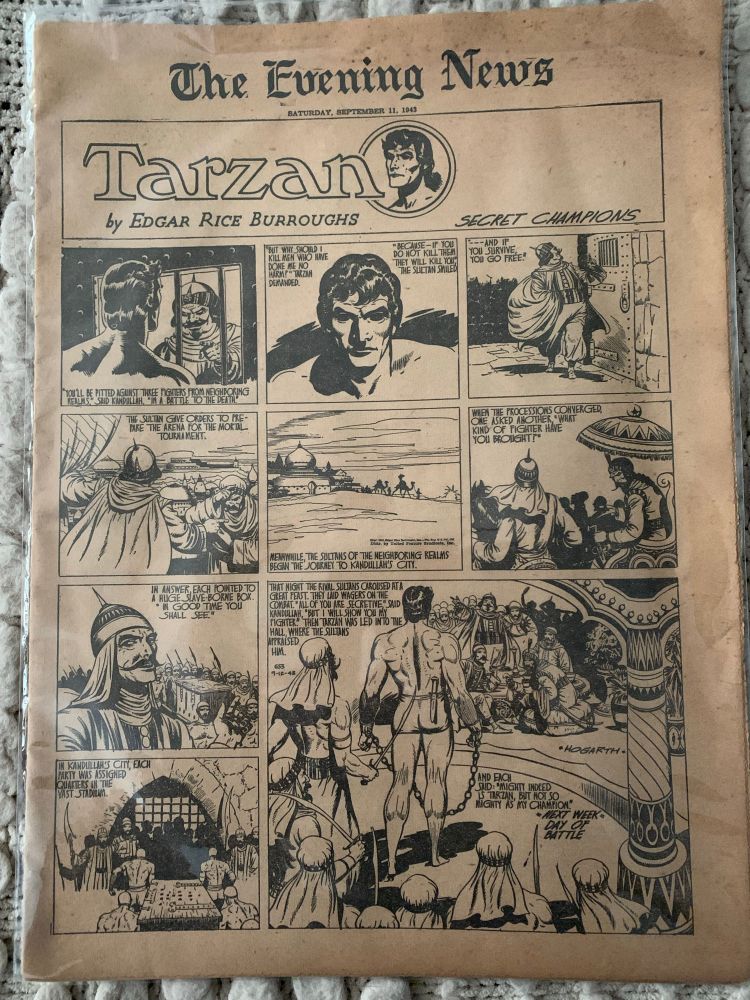 The Evening News
SATURDAY, SEPTEMBER 11, 1943
Tarzan
by EDGAR RICE BURROUGHS
SECRET CHAMPIONS
"YOU'LL BE PITTED AGAINST THREE FIGHTERS FROM NEIGHBORING
REALMS," SAID KANDULLAH, "IN A BATTLE TO THE DEATH."
"BUT WHY SHOULD I
KILL MEN WHO HAVE
DONE ME NO
HARM?" TARZAN
DEMANDED.
"BECAUSE—IF YOU
DO NOT KILL THEM
THEY WILL KILL YOU,"
THE SULTAN SMILED
"---AND IF
YOU SURVIVE,
YOU GO FREE."
THE SULTAN GAVE ORDERS TO PRE-
PARE THE ARENA FOR THE MORTAL
TOURNAMENT.
Distr. by United Feature Syndicate, Inc.
MEANWHILE, THE SULTANS OF THE NEIGHBORING REALMS
BEGAN THE JOURNEY TO KANDULLAH'S CITY.
WHEN THE PROCESSIONS CONVERGED,
ONE ASKED ANOTHER, "WHAT
KIND OF FIGHTER HAVE
YOU BROUGHT?"
IN ANSWER, EACH POINTED TO
A HUGE, SLAVE-BORNE BOX.
"IN GOOD TIME YOU
SHALL SEE."
THAT NIGHT THE RIVAL SULTANS CAROUSED AT A
GREAT FEAST. THEY LAID WAGERS ON THE
COMBAT. "ALL OF YOU ARE SECRETIVE," SAID
KANDULLAH, "BUT I WILL SHOW YOU MY
FIGHTER." THEN TARZAN WAS LED INTO THE
HALL, WHERE THE SULTANS
APPRAISED
HIM.
653
9-12-43
•HOGARTH•
AND EACH
SAID: "MIGHTY INDEED
IS TARZAN, BUT NOT SO
MIGHTY AS MY CHAMPION."
•NEXT WEEK•
DAY OF
BATTLE
IN KANDULLAH'S CITY, EACH
PARTY WAS ASSIGNED
QUARTERS IN THE
VAST STADIUM.